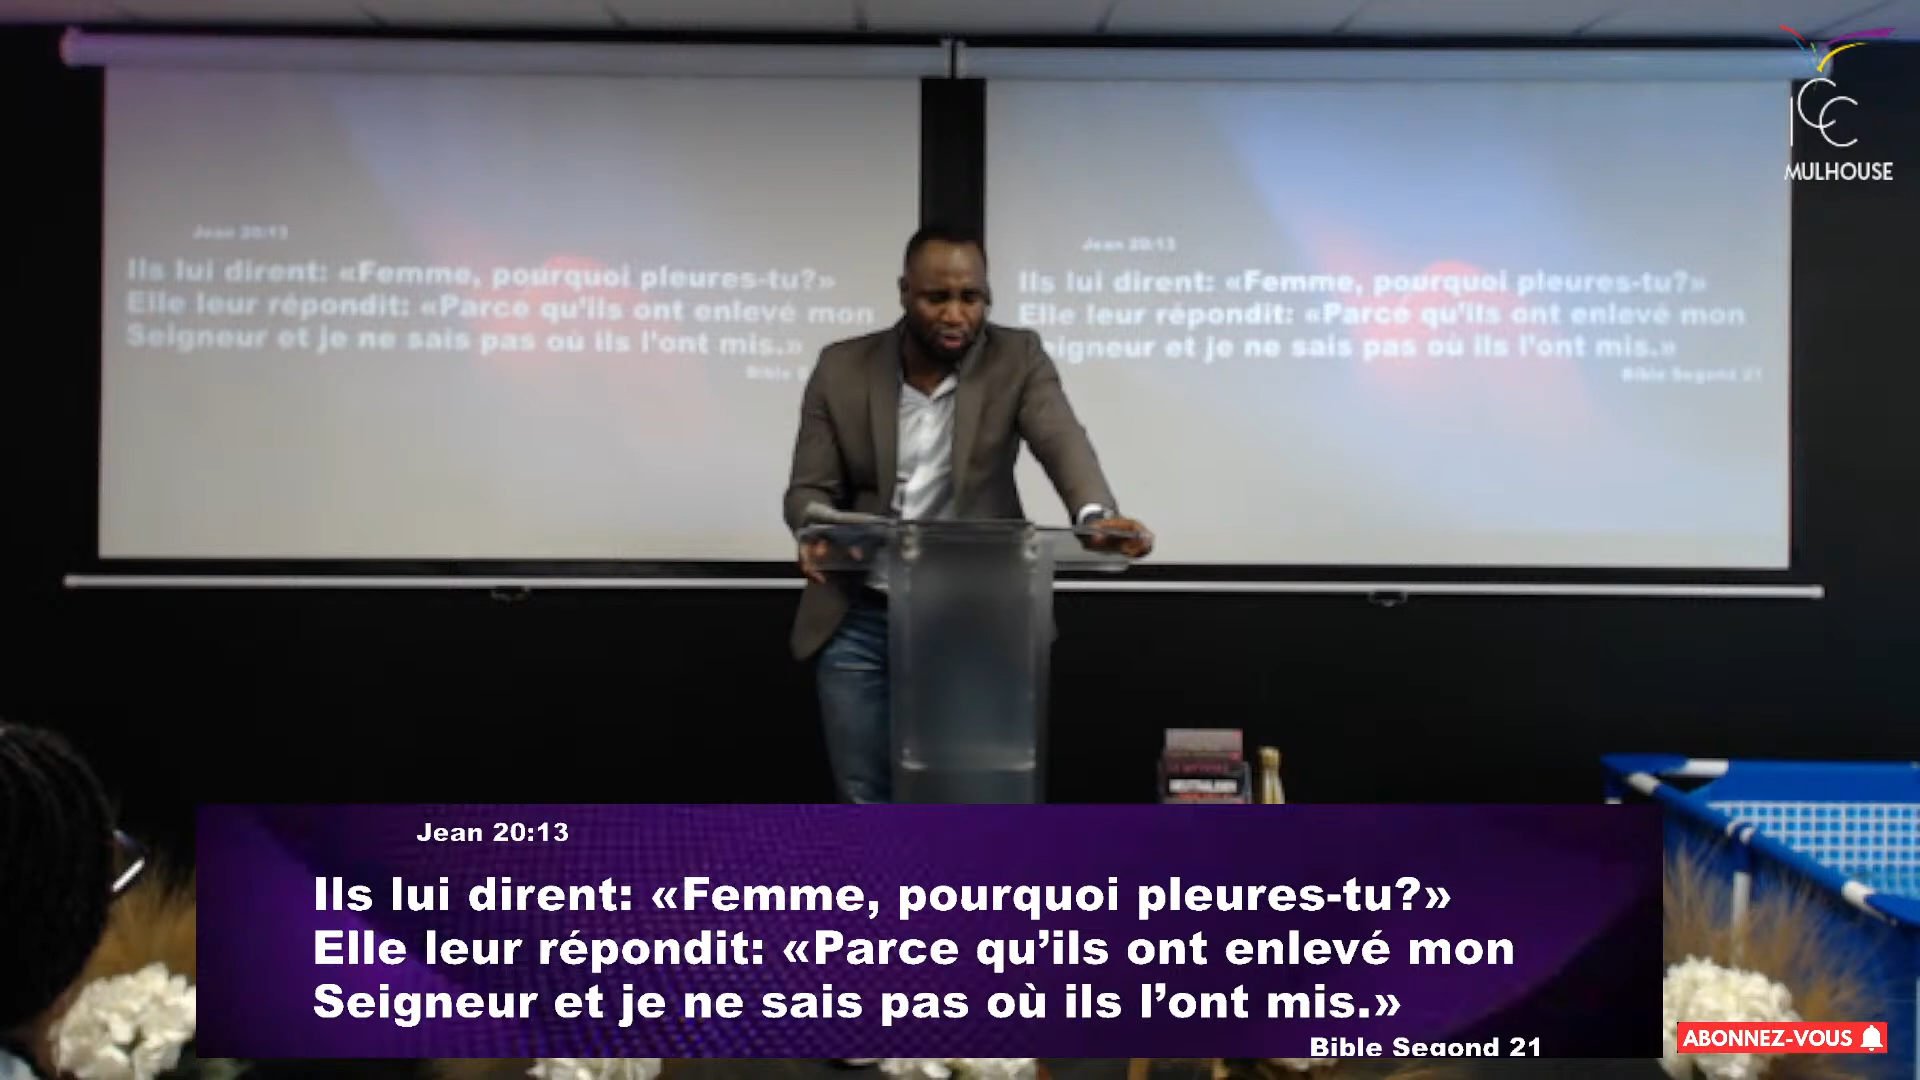 ICC
MULHOUSE
Jean 20:13
Ils lui dirent: «Femme, pourquoi pleures-tu?»
Elle leur répondit: «Parce qu'ils ont enlevé mon
Seigneur et je ne sais pas où ils l'ont mis.»
Bible S
Jean 20:13
Ils lui dirent: «Femme, pourquoi pleures-tu?»
Elle leur répondit: «Parce qu'ils ont enlevé mon
eigneur et je ne sais pas où ils l'ont mis.»
Bible Segond 21
Jean 20:13
Ils lui dirent: «Femme, pourquoi pleures-tu?»
Elle leur répondit: «Parce qu’ils ont enlevé mon
Seigneur et je ne sais pas où ils l’ont mis.»
Bible Segond 21
ABONNEZ-VOUS